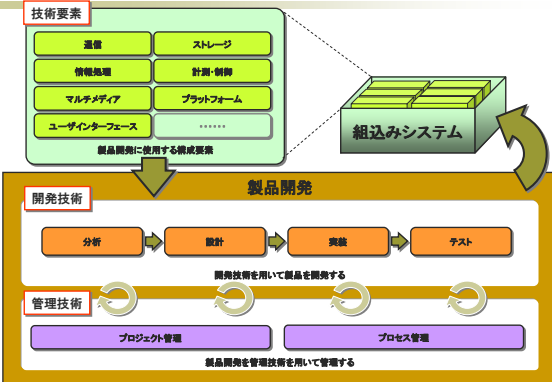 技術要素
通信
ストレージ
情報処理
計測・制御
マルチメディア
プラットフォーム
ユーザインターフェース
……
製品開発に使用する構成要素
組込みシステム
製品開発
開発技術
分析
設計
実装
テスト
開発技術を用いて製品を開発する
管理技術
プロジェクト管理
プロセス管理
製品開発を管理技術を用いて管理する